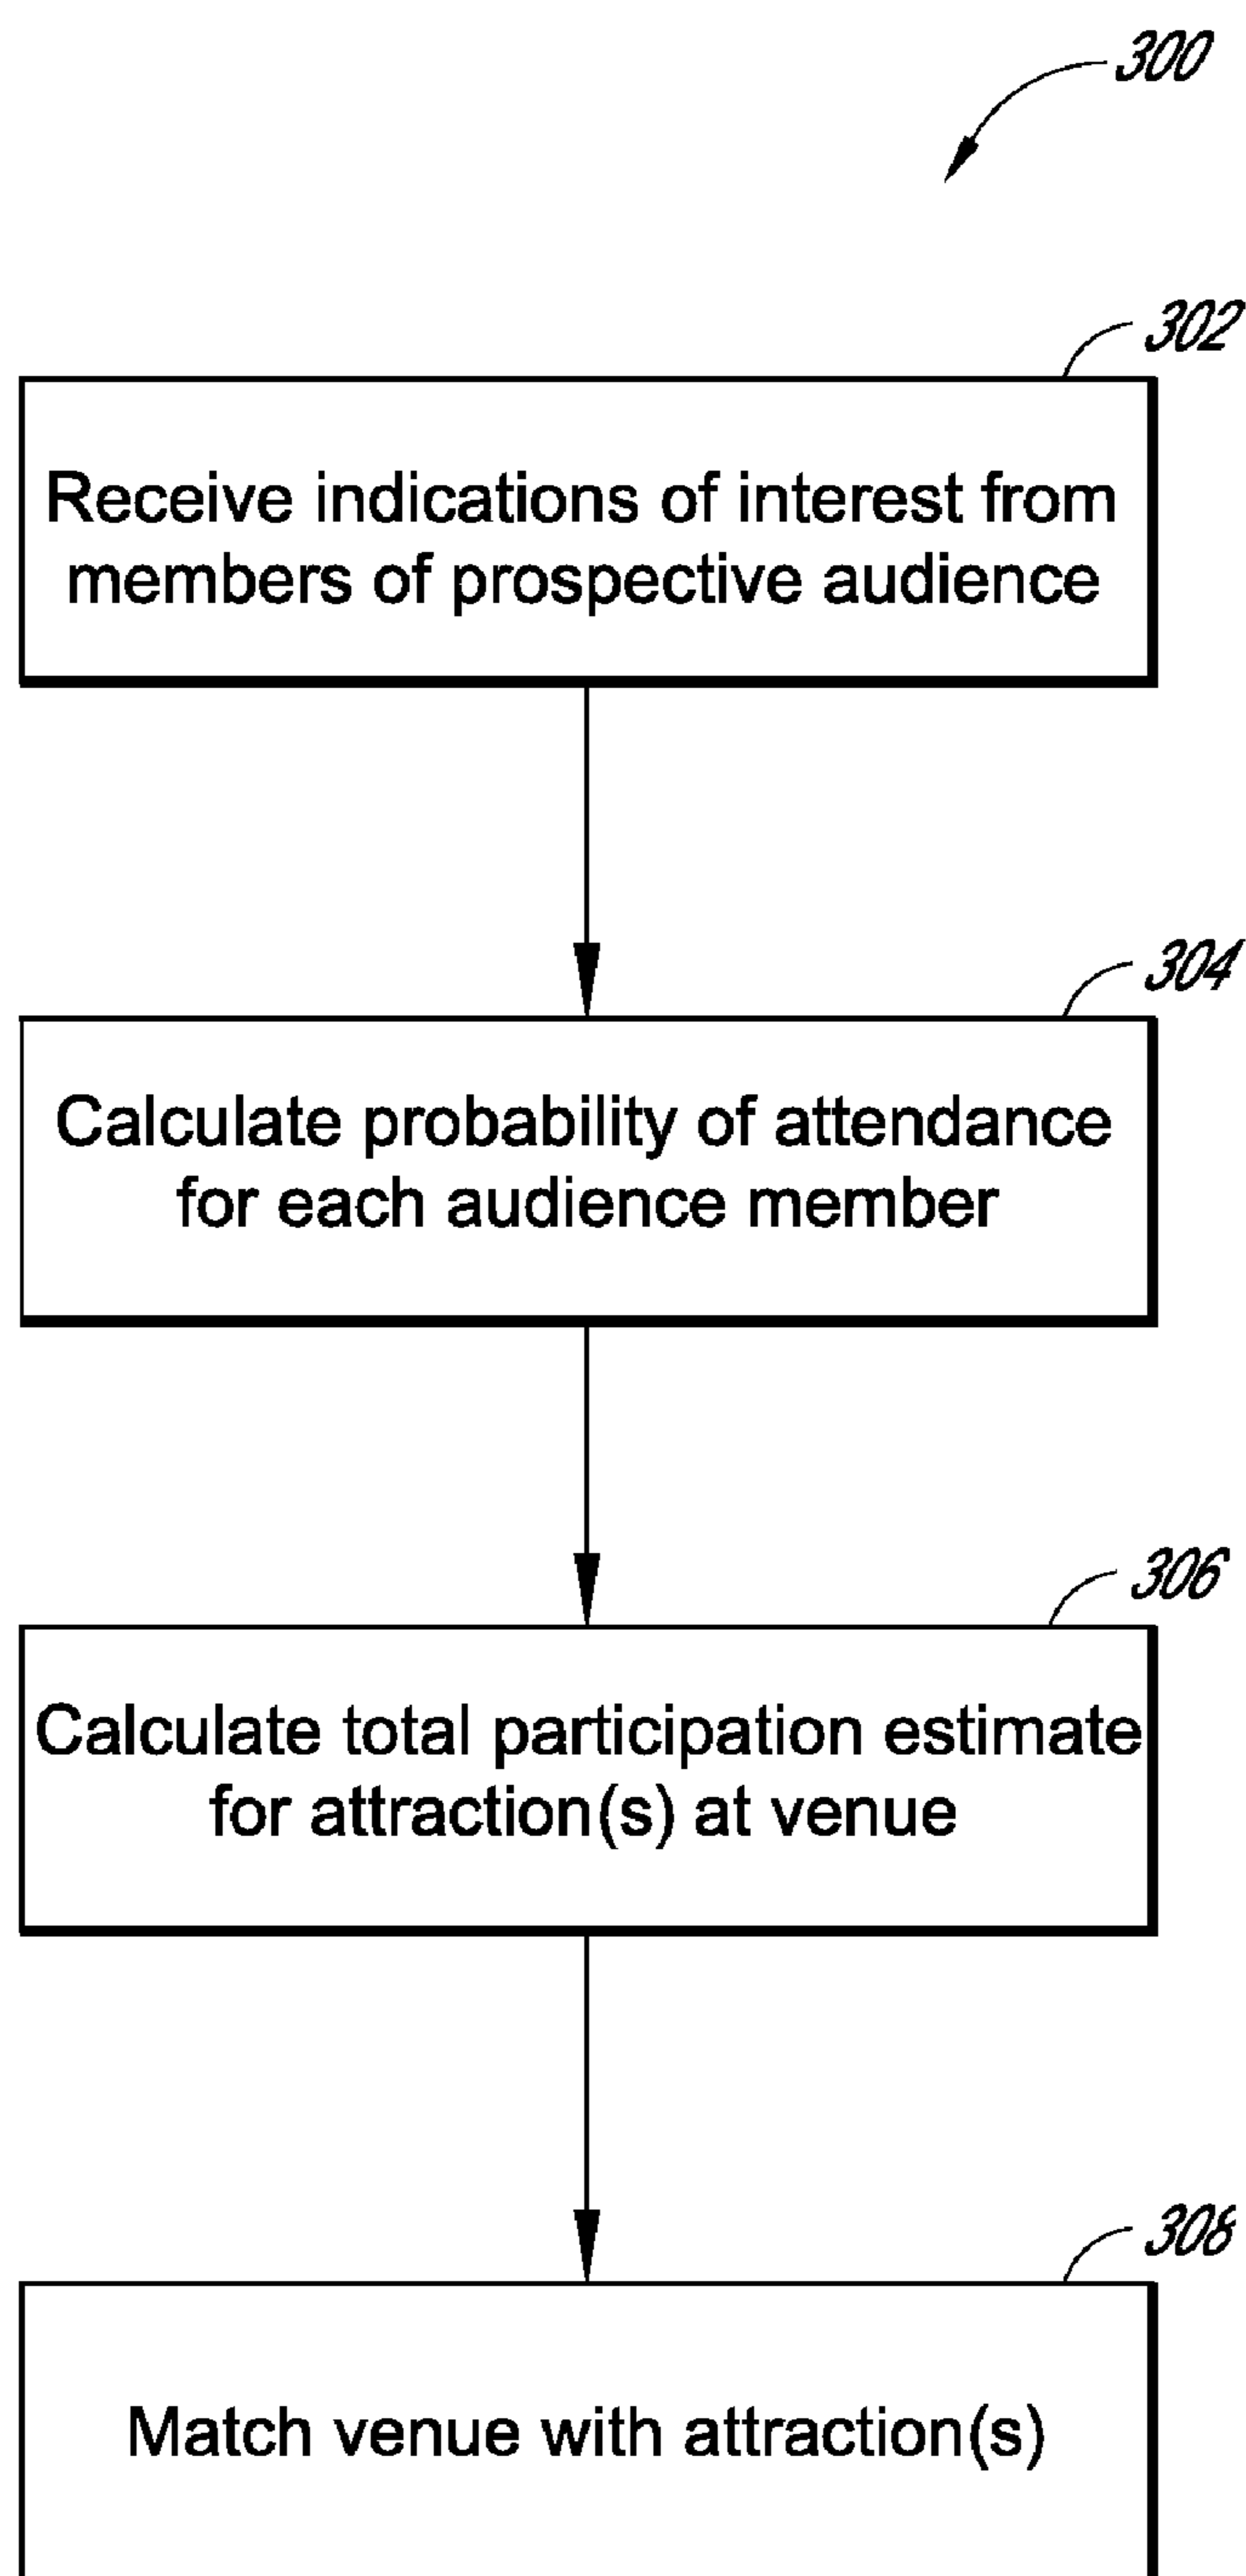 300
302
Receive indications of interest from
members of prospective audience
304
Calculate probability of attendance
for each audience member
306
Calculate total participation estimate
for attraction(s) at venue
308
Match venue with attraction(s)